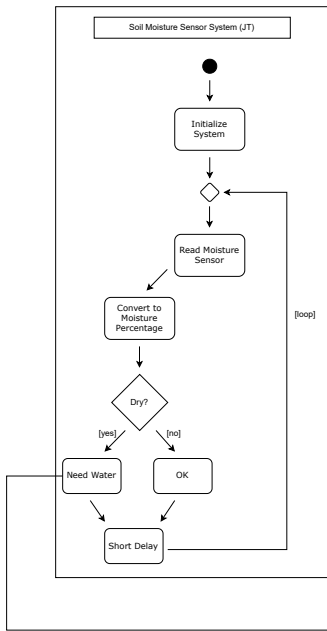 Soil Moisture Sensor System (JT)
Initialize
System
Read Moisture
Sensor
Convert to
Moisture
Percentage
[loop]
Dry?
[yes]
[no]
Need Water
OK
Short Delay